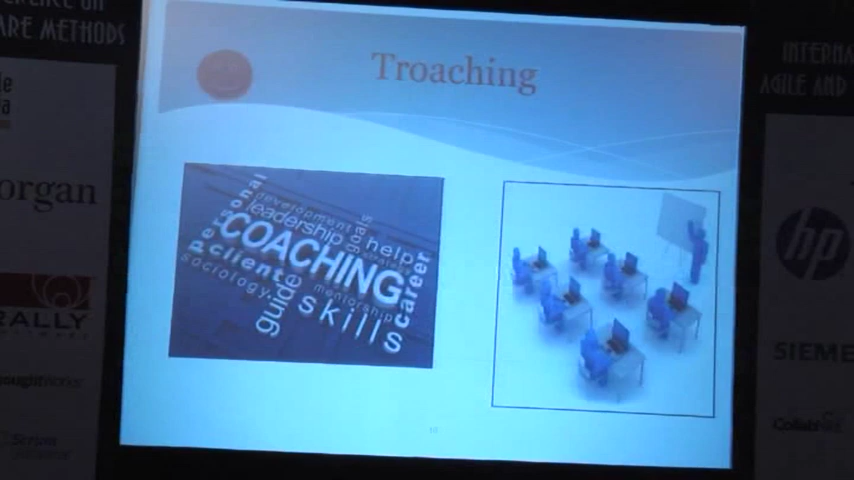 ARE METHODS
INTERNA
AGILE AND
organ
RALLY
hp
SIEME
Troaching
personal
development
leadership
goals
help
COACHING
strategy
client
career
sociology
mentorship
guide
skills